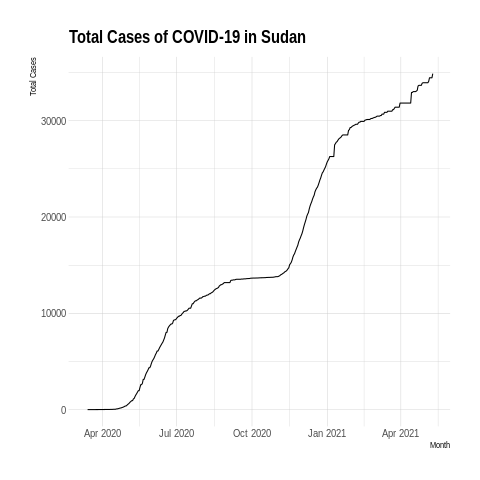 Total Cases of COVID-19 in Sudan
Total Cases
30000
20000
10000
0
Apr 2020 Jul 2020 Oct 2020 Jan 2021 Apr 2021
Month